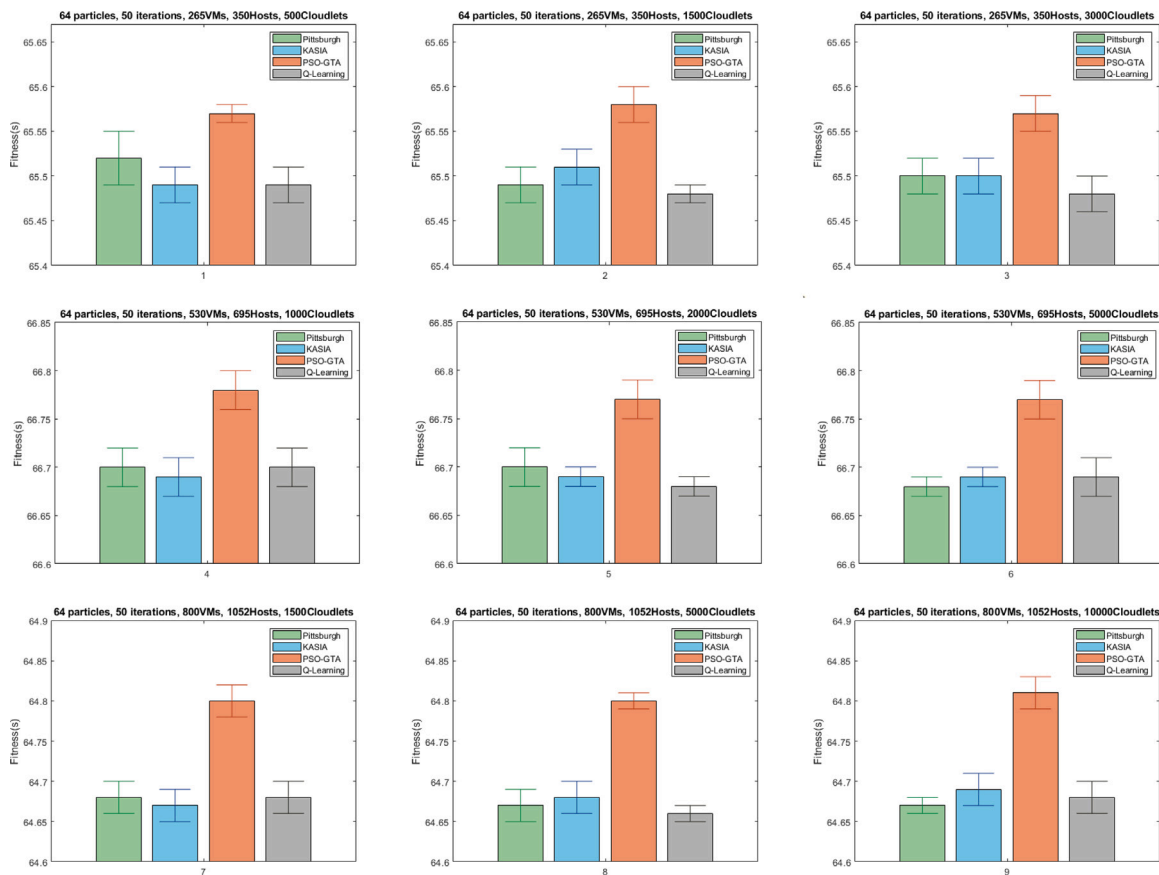 64 particles, 50 iterations, 265VMs, 350Hosts, 500Cloudlets
65.65
65.6
65.55
65.5
65.45
65.4
Fitness(s)
Pittsburgh
KASIA
PSO-GTA
Q-Learning
1
64 particles, 50 iterations, 265VMs, 350Hosts, 1500Cloudlets
65.65
65.6
65.55
65.5
65.45
65.4
Fitness(s)
Pittsburgh
KASIA
PSO-GTA
Q-Learning
2
64 particles, 50 iterations, 265VMs, 350Hosts, 3000Cloudlets
65.65
65.6
65.55
65.5
65.45
65.4
Fitness(s)
Pittsburgh
KASIA
PSO-GTA
Q-Learning
3
64 particles, 50 iterations, 530VMs, 695Hosts, 1000Cloudlets
66.85
66.8
66.75
66.7
66.65
66.6
Fitness(s)
Pittsburgh
KASIA
PSO-GTA
Q-Learning
4
64 particles, 50 iterations, 530VMs, 695Hosts, 2000Cloudlets
66.85
66.8
66.75
66.7
66.65
66.6
Fitness(s)
Pittsburgh
KASIA
PSO-GTA
Q-Learning
5
64 particles, 50 iterations, 530VMs, 695Hosts, 5000Cloudlets
66.85
66.8
66.75
66.7
66.65
66.6
Fitness(s)
Pittsburgh
KASIA
PSO-GTA
Q-Learning
6
64 particles, 50 iterations, 800VMs, 1052Hosts, 1500Cloudlets
64.9
64.85
64.8
64.75
64.7
64.65
64.6
Fitness(s)
Pittsburgh
KASIA
PSO-GTA
Q-Learning
7
64 particles, 50 iterations, 800VMs, 1052Hosts, 5000Cloudlets
64.9
64.85
64.8
64.75
64.7
64.65
64.6
Fitness(s)
Pittsburgh
KASIA
PSO-GTA
Q-Learning
8
64 particles, 50 iterations, 800VMs, 1052Hosts, 10000Cloudlets
64.9
64.85
64.8
64.75
64.7
64.65
64.6
Fitness(s)
Pittsburgh
KASIA
PSO-GTA
Q-Learning
9